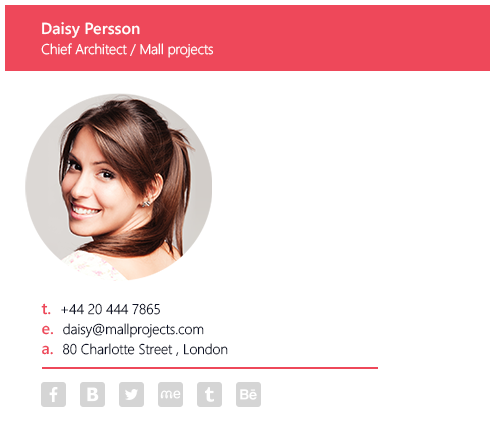 Daisy Persson
Chief Architect / Mall projects
t. +44 20 444 7865
e. daisy@mallprojects.com
a. 80 Charlotte Street , London
f B me t Bē